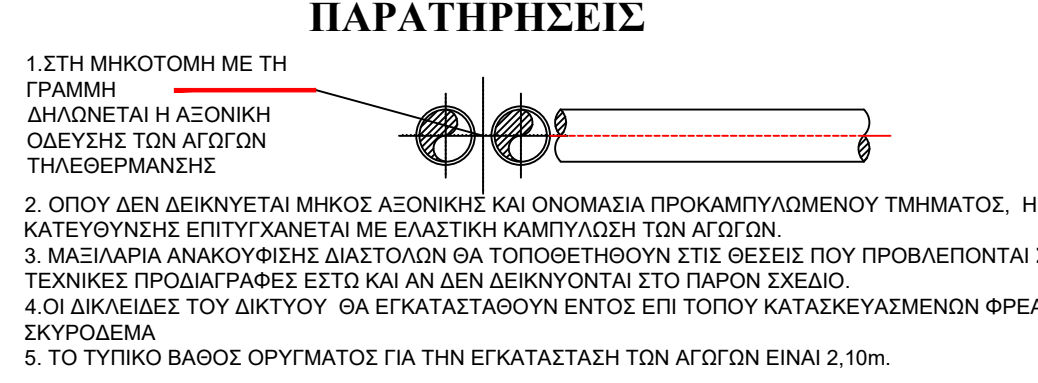 ΠΑΡΑΤΗΡΗΣΕΙΣ
1.ΣΤΗ ΜΗΚΟΤΟΜΗ ΜΕ ΤΗ
ΓΡΑΜΜΗ
ΔΗΛΩΝΕΤΑΙ Η ΑΞΟΝΙΚΗ
ΟΔΕΥΣΗΣ ΤΩΝ ΑΓΩΓΩΝ
ΤΗΛΕΘΕΡΜΑΝΣΗΣ
2. ΟΠΟΥ ΔΕΝ ΔΕΙΚΝΥΕΤΑΙ ΜΗΚΟΣ ΑΞΟΝΙΚΗΣ ΚΑΙ ΟΝΟΜΑΣΙΑ ΠΡΟΚΑΜΠΥΛΩΜΕΝΟΥ ΤΜΗΜΑΤΟΣ, Η
ΚΑΤΕΥΘΥΝΣΗΣ ΕΠΙΤΥΓΧΑΝΕΤΑΙ ΜΕ ΕΛΑΣΤΙΚΗ ΚΑΜΠΥΛΩΣΗ ΤΩΝ ΑΓΩΓΩΝ.
3. ΜΑΞΙΛΑΡΙΑ ΑΝΑΚΟΥΦΙΣΗΣ ΔΙΑΣΤΟΛΩΝ ΘΑ ΤΟΠΟΘΕΤΗΘΟΥΝ ΣΤΙΣ ΘΕΣΕΙΣ ΠΟΥ ΠΡΟΒΛΕΠΟΝΤΑΙ
ΤΕΧΝΙΚΕΣ ΠΡΟΔΙΑΓΡΑΦΕΣ ΕΣΤΩ ΚΑΙ ΑΝ ΔΕΝ ΔΕΙΚΝΥΟΝΤΑΙ ΣΤΟ ΠΑΡΟΝ ΣΧΕΔΙΟ.
4.ΟΙ ΔΙΚΛΕΙΔΕΣ ΤΟΥ ΔΙΚΤΥΟΥ ΘΑ ΕΓΚΑΤΑΣΤΑΘΟΥΝ ΕΝΤΟΣ ΕΠΙ ΤΟΠΟΥ ΚΑΤΑΣΚΕΥΑΣΜΕΝΩΝ
ΣΚΥΡΟΔΕΜΑ
5. ΤΟ ΤΥΠΙΚΟ ΒΑΘΟΣ ΟΡΥΓΜΑΤΟΣ ΓΙΑ ΤΗΝ ΕΓΚΑΤΑΣΤΑΣΗ ΤΩΝ ΑΓΩΓΩΝ ΕΙΝΑΙ 2,10m.